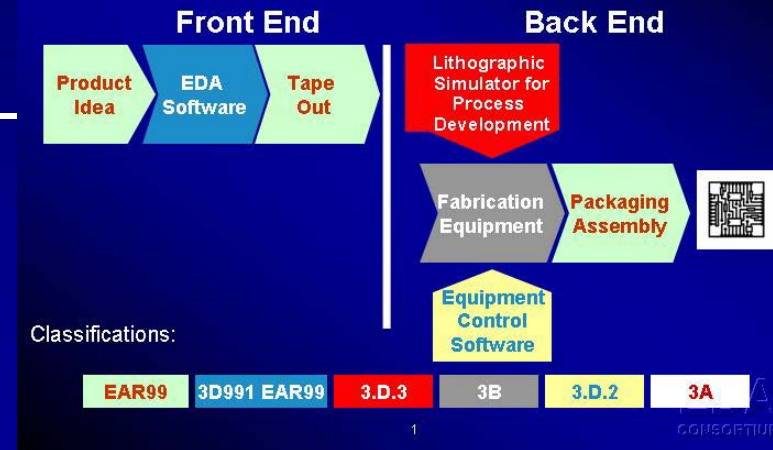 Front End
Back End
Product
Idea
EDA
Software
Tape
Out
Lithographic
Simulator for
Process
Development
Fabrication
Equipment
Packaging
Assembly
Equipment
Control
Software
Classifications:
EAR99
3D991 EAR99
3.D.3
3B
3.D.2
3A
1